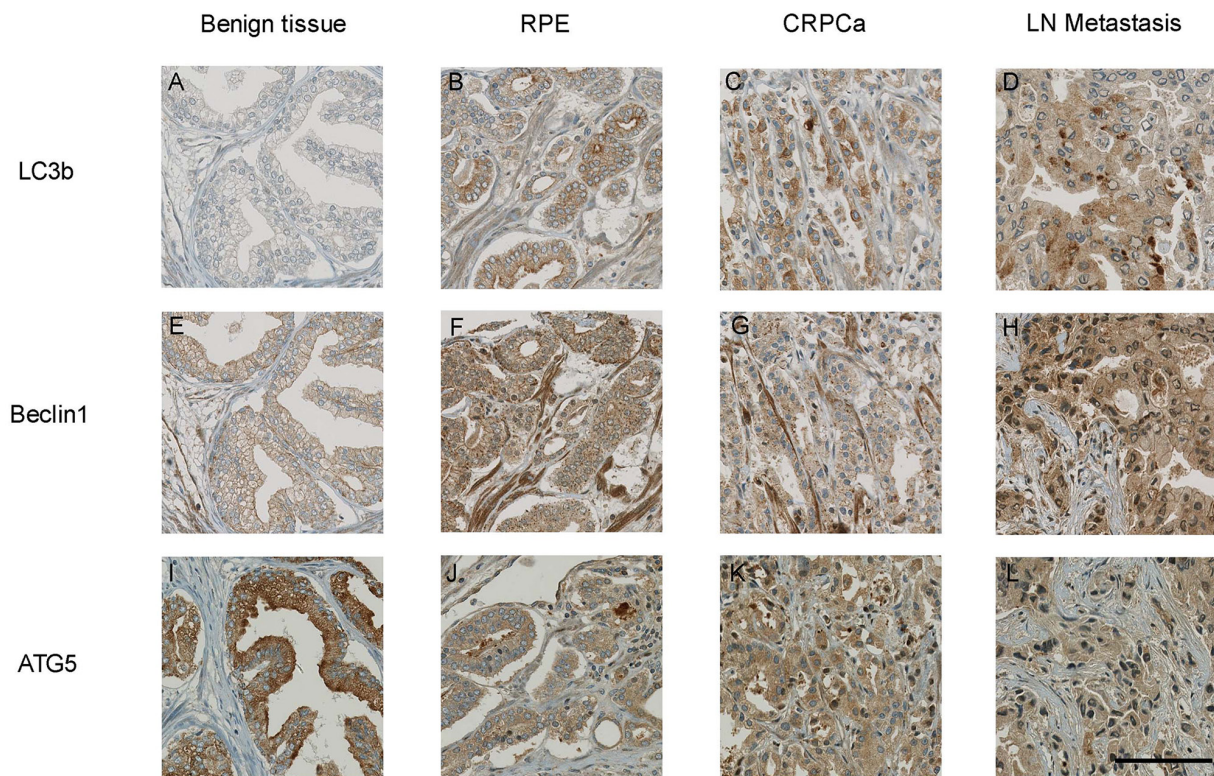 Benign tissue RPE CRPCa LN Metastasis
LC3b A B C D
Beclin1 E F G H
ATG5 I J K L